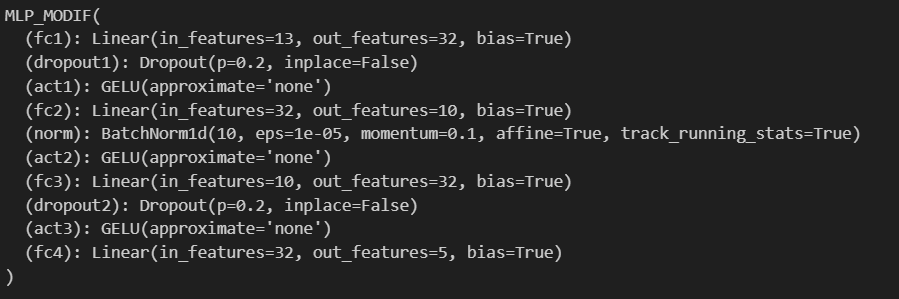 MLP_MODIF(
  (fc1): Linear(in_features=13, out_features=32, bias=True)
  (dropout1): Dropout(p=0.2, inplace=False)
  (act1): GELU(approximate='none')
  (fc2): Linear(in_features=32, out_features=10, bias=True)
  (norm): BatchNorm1d(10, eps=1e-05, momentum=0.1, affine=True, track_running_stats=True)
  (act2): GELU(approximate='none')
  (fc3): Linear(in_features=10, out_features=32, bias=True)
  (dropout2): Dropout(p=0.2, inplace=False)
  (act3): GELU(approximate='none')
  (fc4): Linear(in_features=32, out_features=5, bias=True)
)